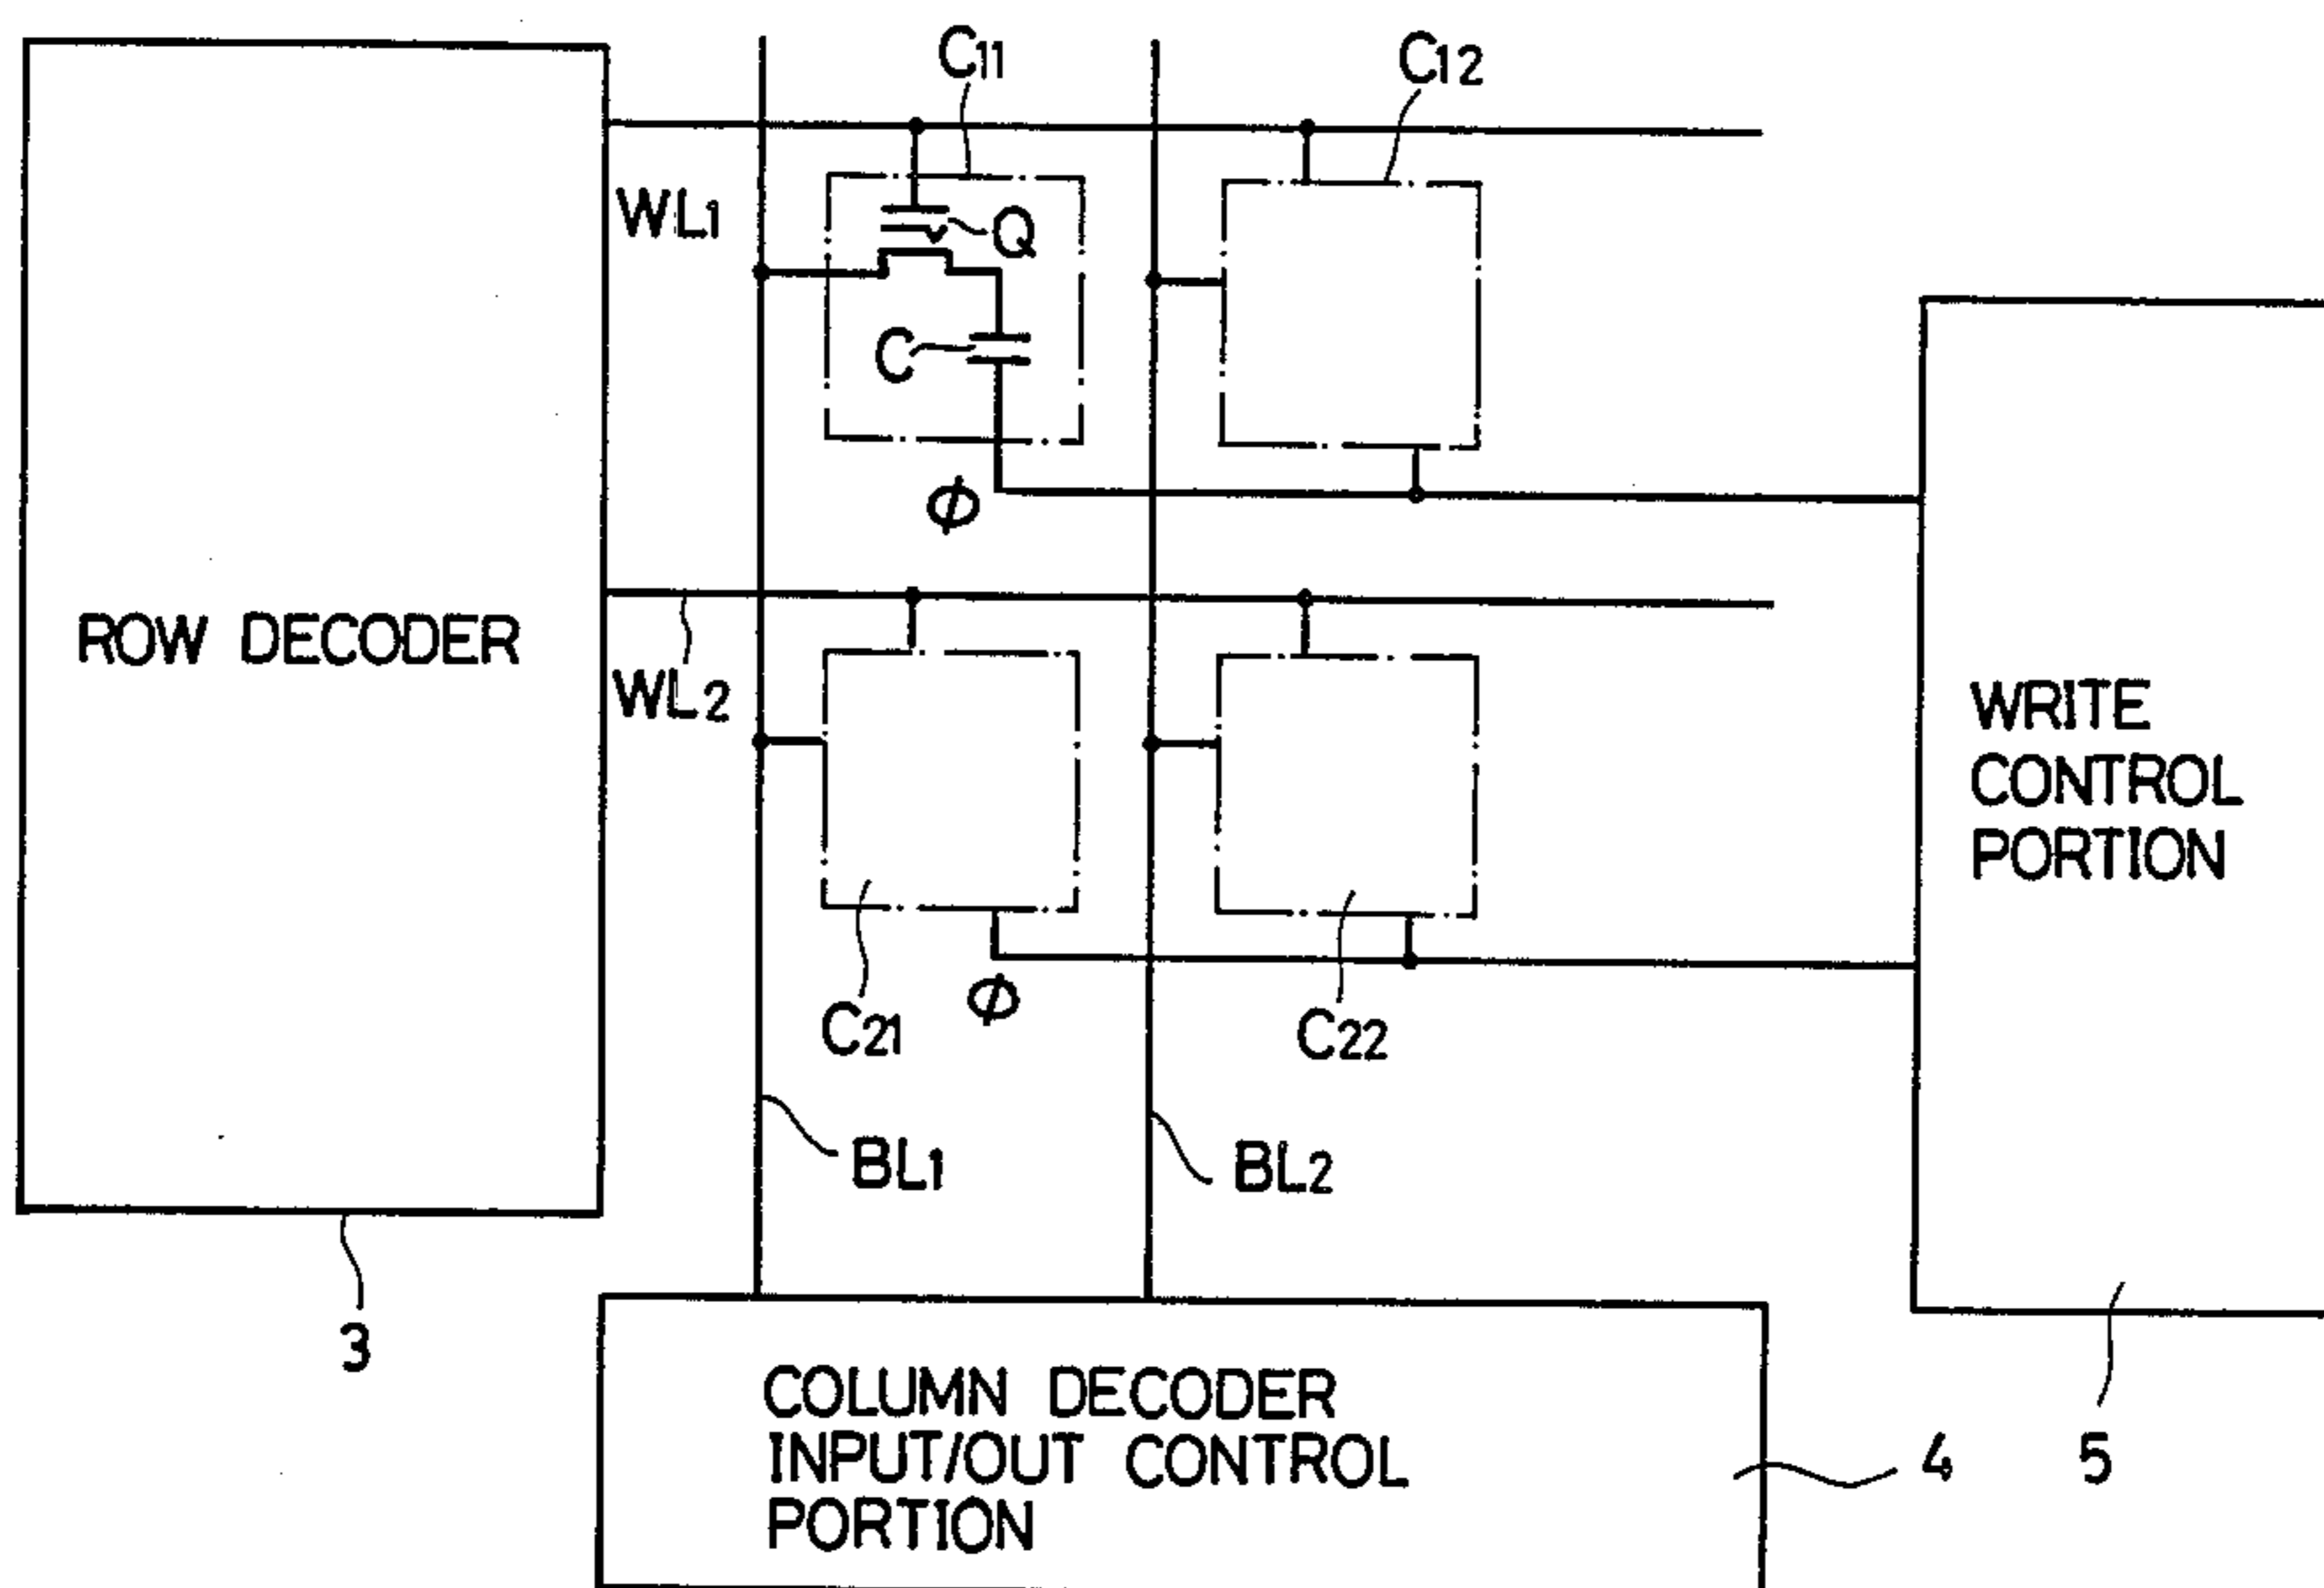 C11
C12
WL1
Q
C
ϕ
ROW DECODER
WL2
WRITE
CONTROL
PORTION
C21
ϕ
C22
BL1
BL2
3
COLUMN DECODER
INPUT/OUT CONTROL
PORTION
4
5